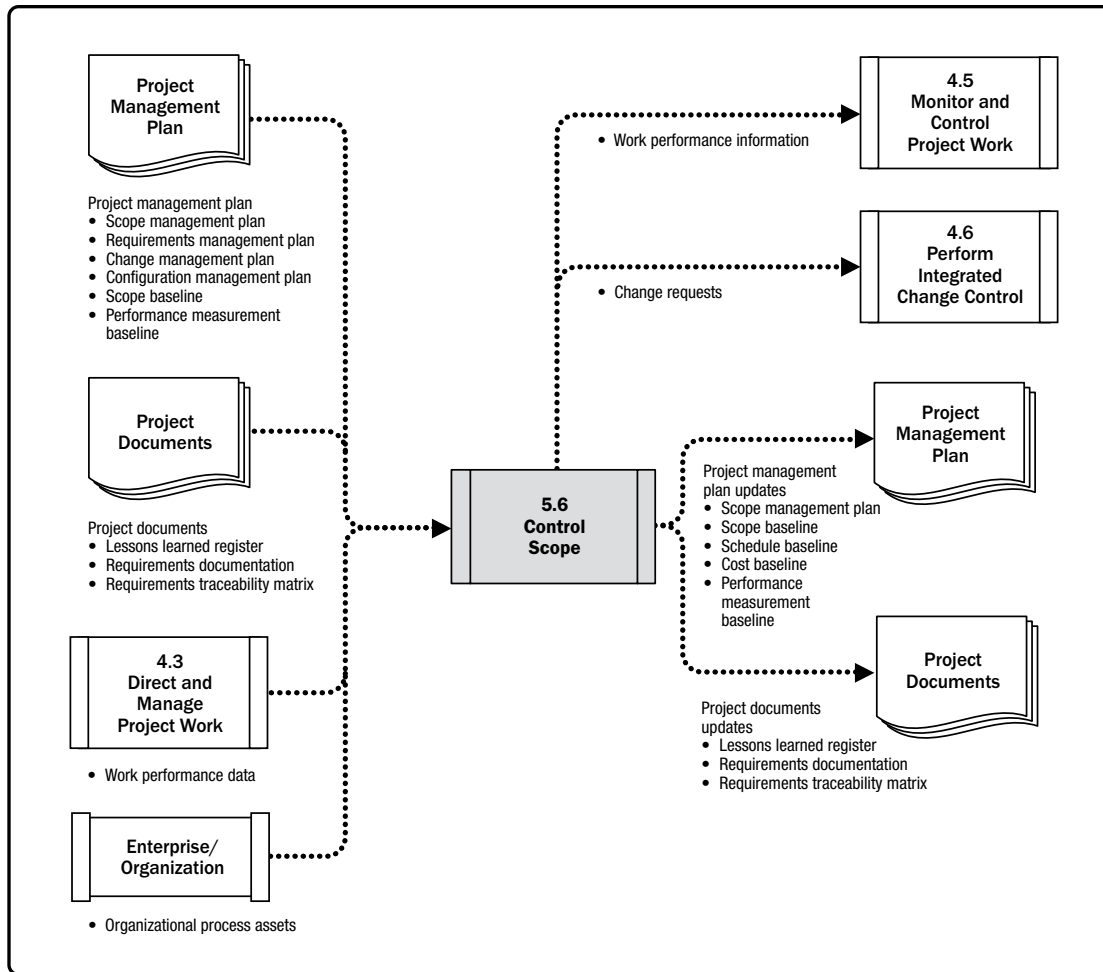 Project
Management
Plan
Project management plan
• Scope management plan
• Requirements management plan
• Change management plan
• Configuration management plan
• Scope baseline
• Performance measurement
baseline
Project
Documents
Project documents
• Lessons learned register
• Requirements documentation
• Requirements traceability matrix
4.3
Direct and
Manage
Project Work
• Work performance data
Enterprise/
Organization
• Organizational process assets
5.6
Control
Scope
• Work performance information
4.5
Monitor and
Control
Project Work
• Change requests
4.6
Perform
Integrated
Change Control
Project
Management
Plan
Project management
plan updates
• Scope management plan
• Scope baseline
• Schedule baseline
• Cost baseline
• Performance
measurement
baseline
Project
Documents
Project documents
updates
• Lessons learned register
• Requirements documentation
• Requirements traceability matrix